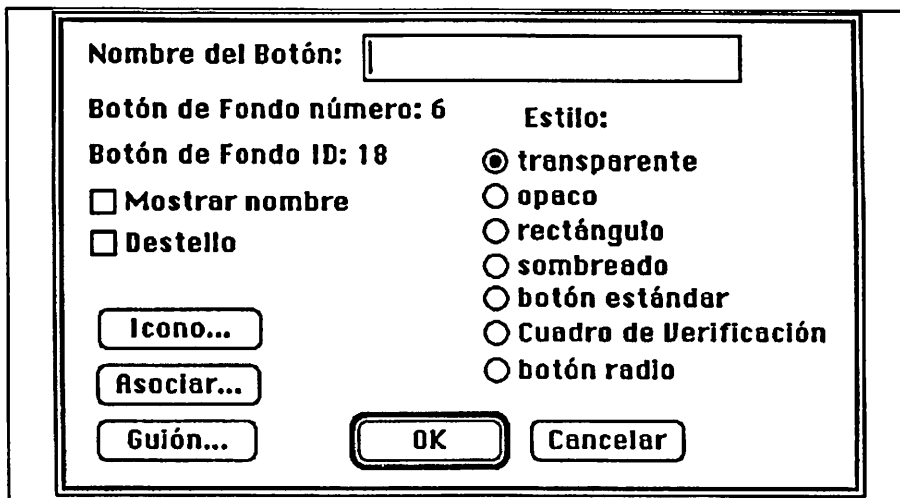 Nombre del Botón:
Botón de Fondo número: 6
Botón de Fondo ID: 18
Mostrar nombre
Destello
Estilo:
transparente
opaco
rectángulo
sombreado
botón estándar
Cuadro de Verificación
botón radio
Icono...
Asociar...
Guión...
OK
Cancelar